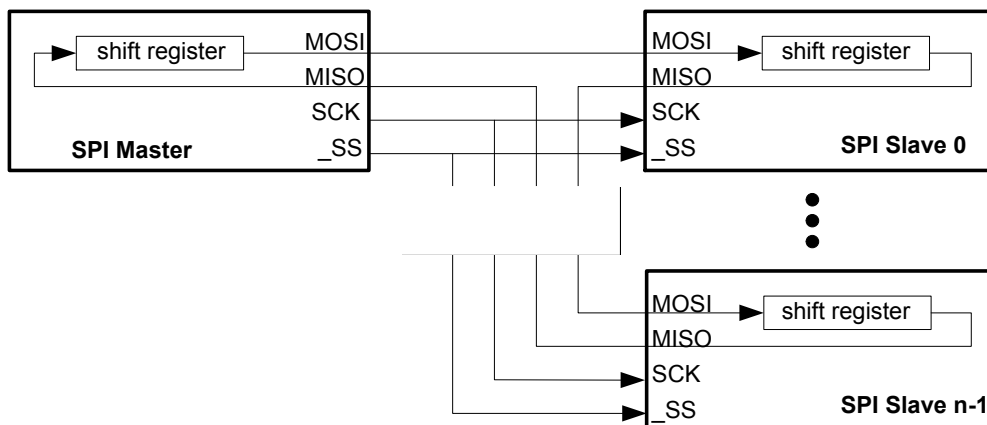 shift register
MOSI
MISO
SCK
_SS
SPI Master
MOSI
shift register
MISO
SCK
_SS
SPI Slave 0
MOSI
shift register
MISO
SCK
_SS
SPI Slave n-1